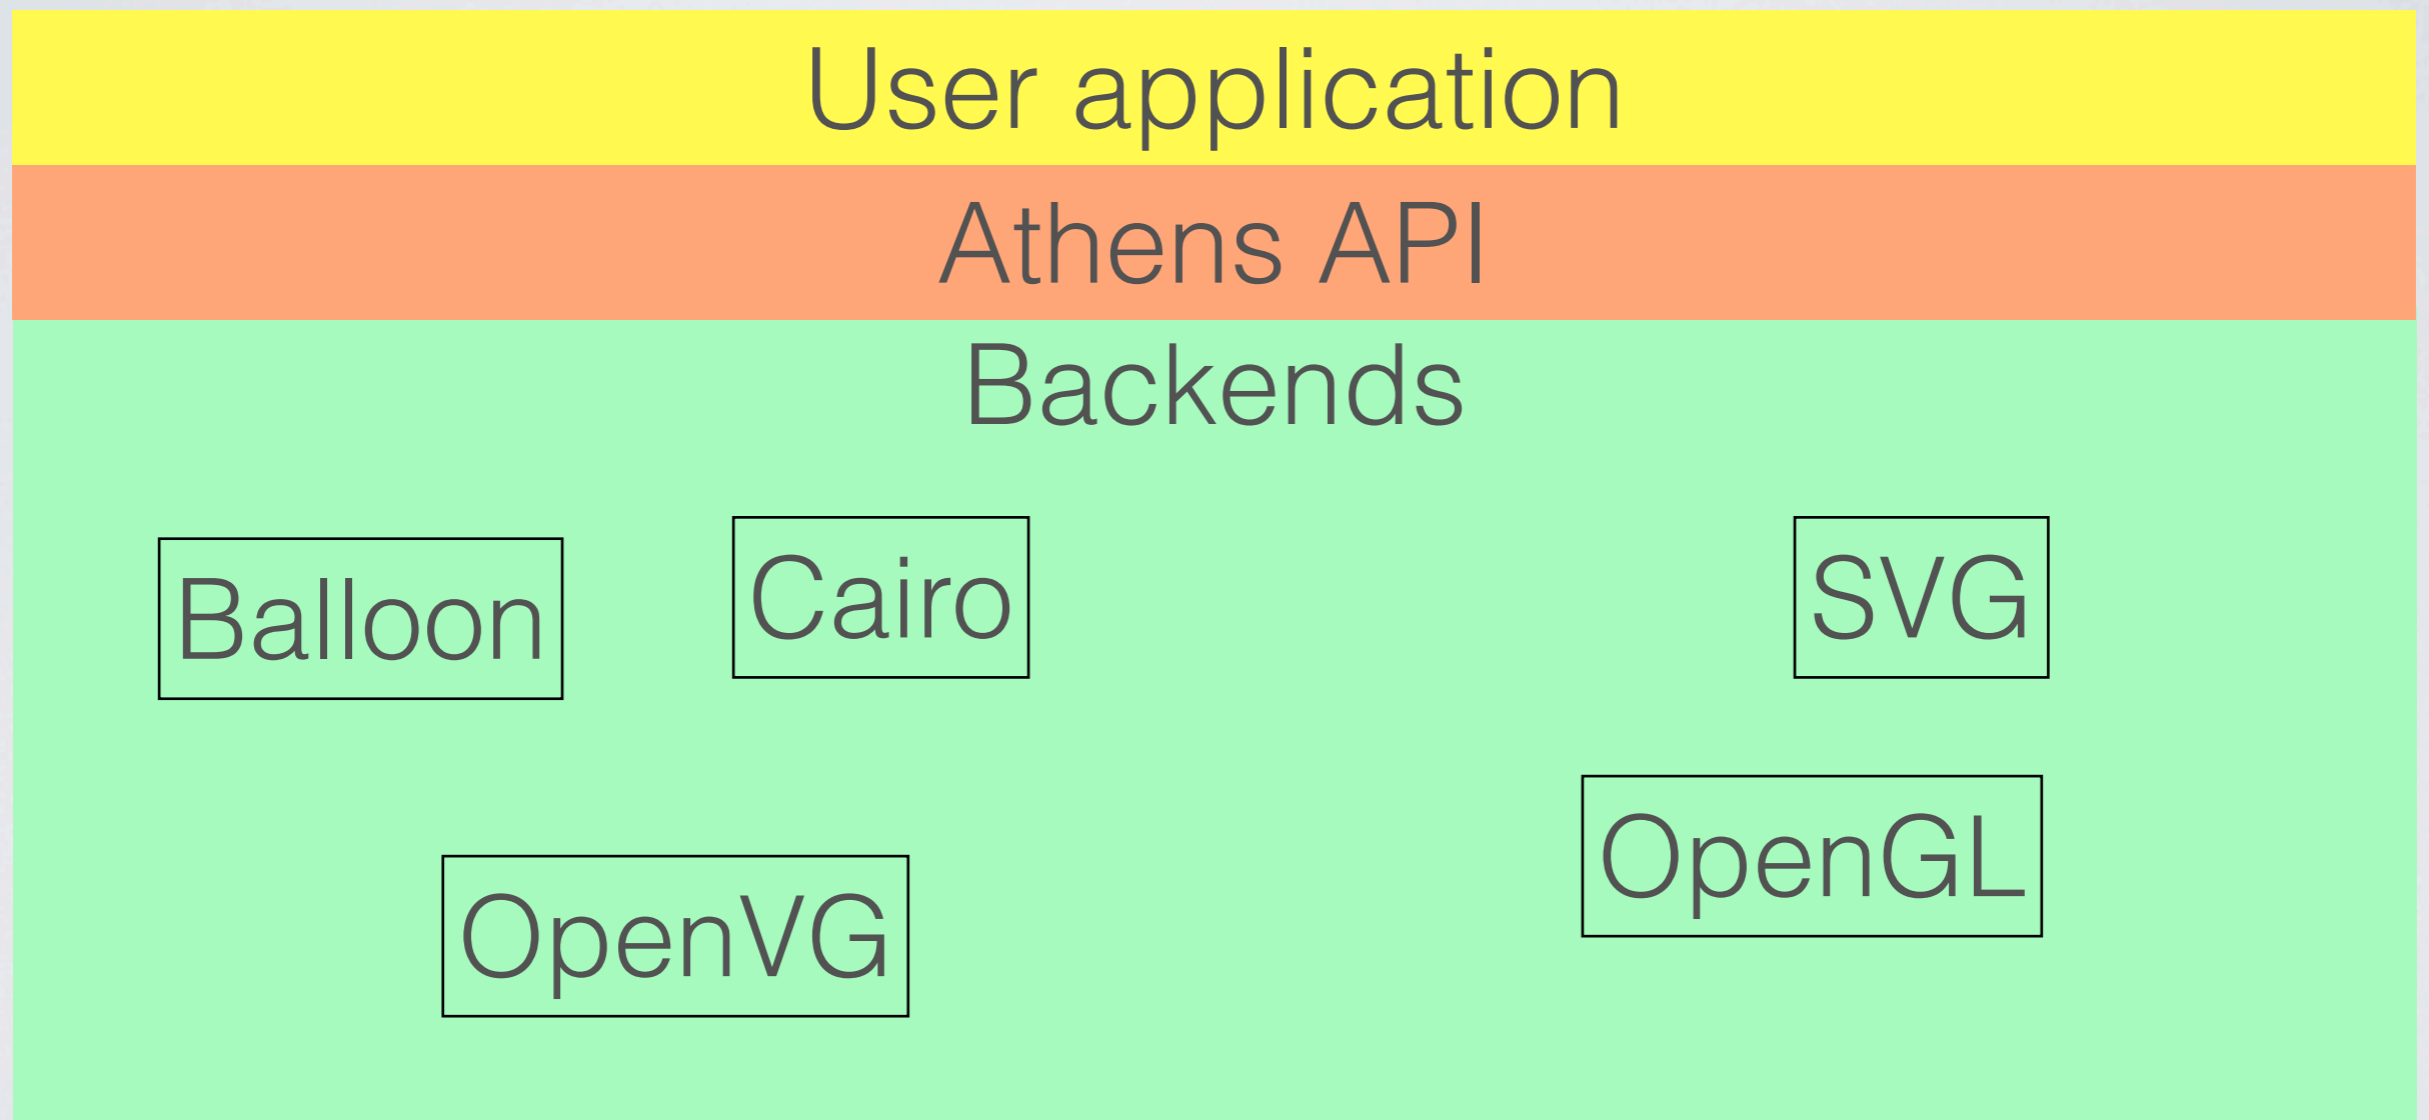 User application
Athens API
Backends
Balloon
Cairo
SVG
OpenVG
OpenGL